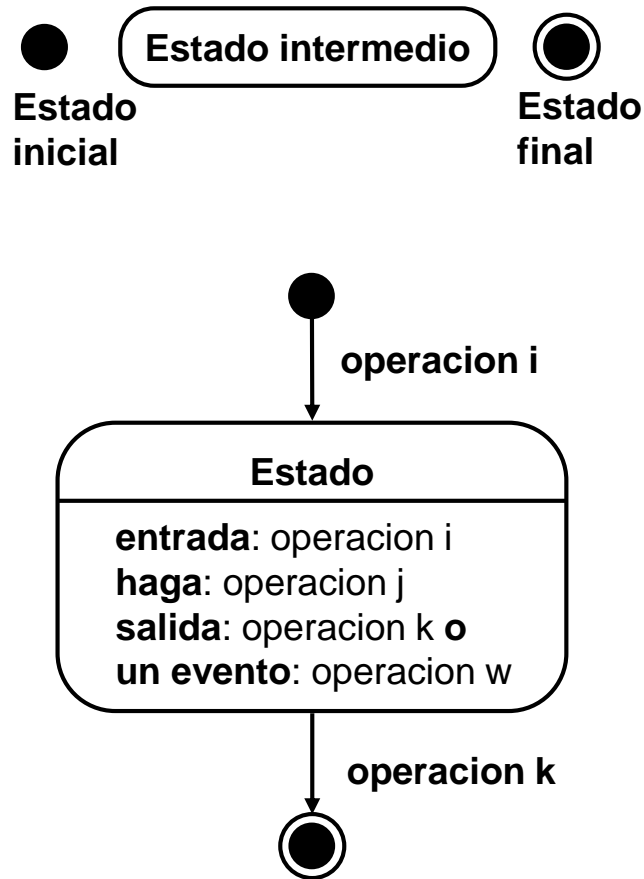 Estado intermedio
Estado
inicial
Estado
final
operacion i
Estado
entrada: operacion i
haga: operacion j
salida: operacion k o
un evento: operacion w
operacion k